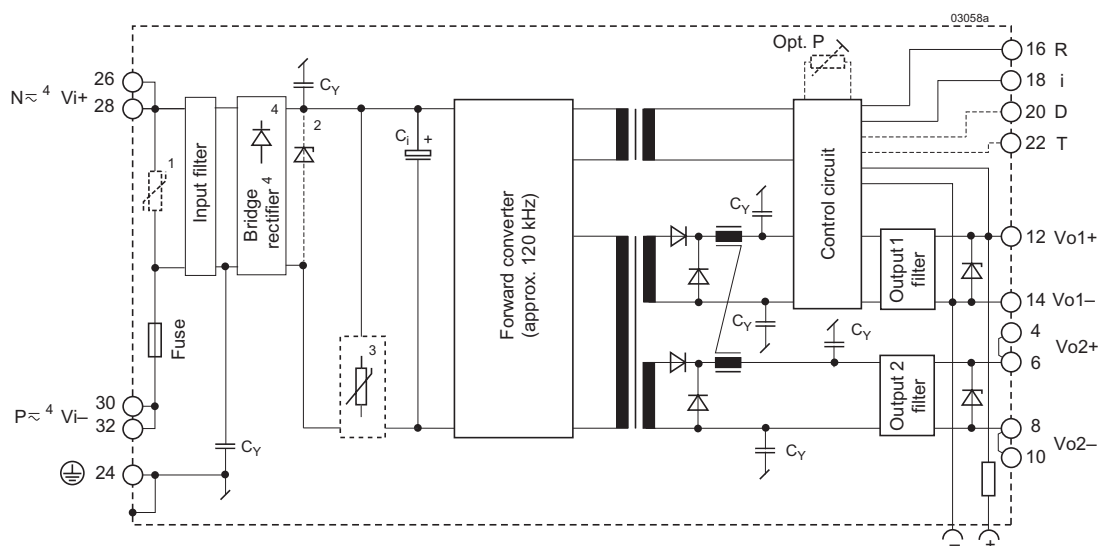 03058a
Opt. P
16 R
18 i
20 D
22 T
26
N≂ 4 Vi+
28
CY
4
2
1
Ci +
Input filter
Bridge
rectifier 4
Forward converter
(approx. 120 kHz)
Control circuit
CY
12 Vo1+
Output 1
filter
14 Vo1–
Fuse
3
CY
CY
4
Vo2+
6
30
P≂ 4 Vi–
32
Output 2
filter
8
Vo2–
10
CY
CY
24
– +